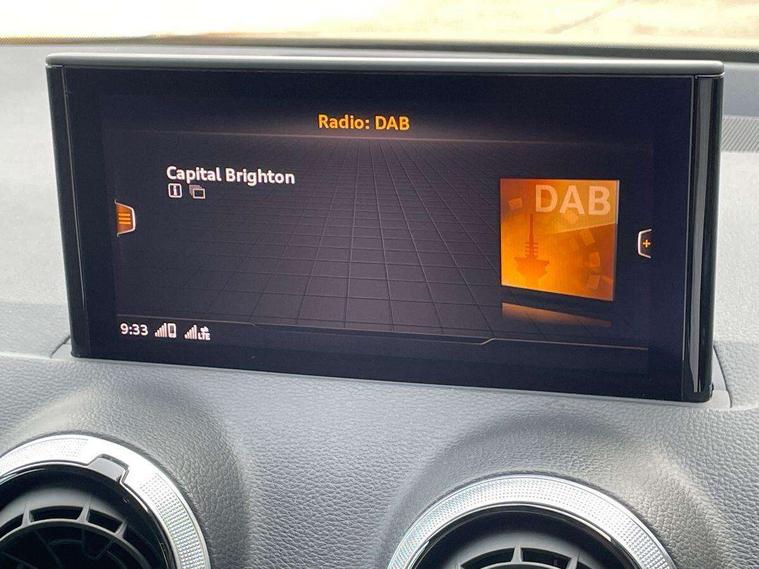 Radio: DAB
Capital Brighton
DAB
9:33
LTE